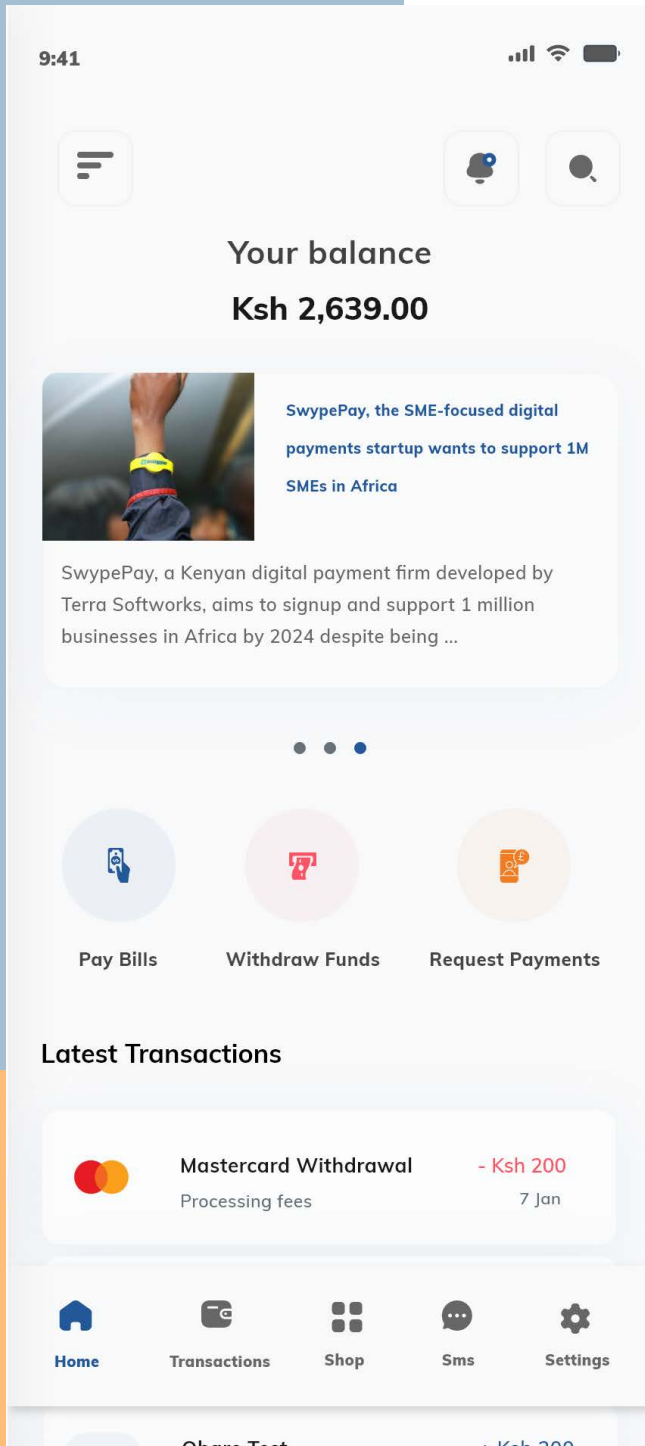 9:41
Your balance
Ksh 2,639.00
SwypePay, the SME-focused digital
payments startup wants to support 1M
SMEs in Africa
SwypePay, a Kenyan digital payment firm developed by
Terra Softworks, aims to signup and support 1 million
businesses in Africa by 2024 despite being ...
Pay Bills
Withdraw Funds
Request Payments
Latest Transactions
Mastercard Withdrawal
- Ksh 200
Processing fees
7 Jan
Home
Transactions
Shop
Sms
Settings